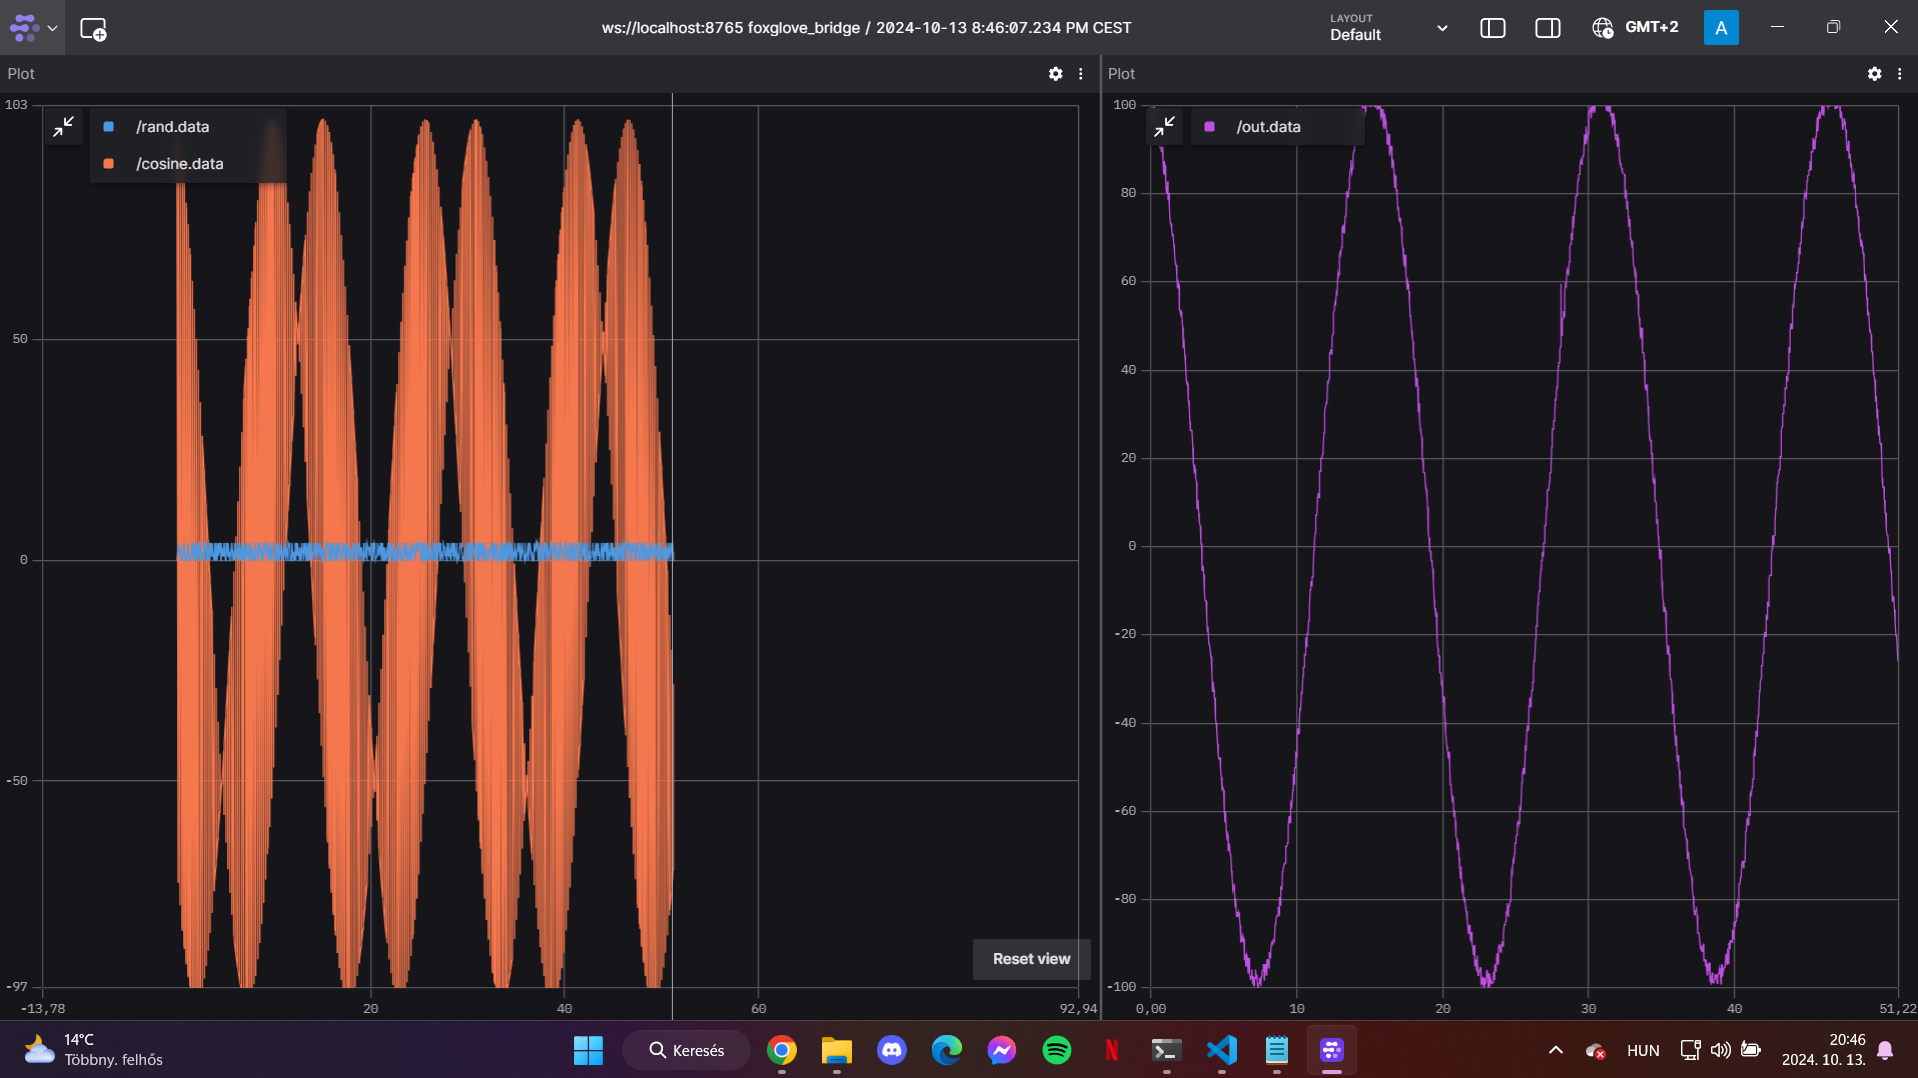 ws://localhost:8765 foxglove_bridge / 2024-10-13 8:46:07.234 PM CEST
LAYOUT
Default
GMT+2
A
Plot
103
/rand.data
/cosine.data
50
0
-50
-97
-13,78
20
40
60
92,94
Reset view
Plot
100
/out.data
80
60
40
20
0
-20
-40
-60
-80
-100
0,00
10
20
30
40
51,22
14°C
Többny. felhős
Keresés
HUN
20:46
2024. 10. 13.